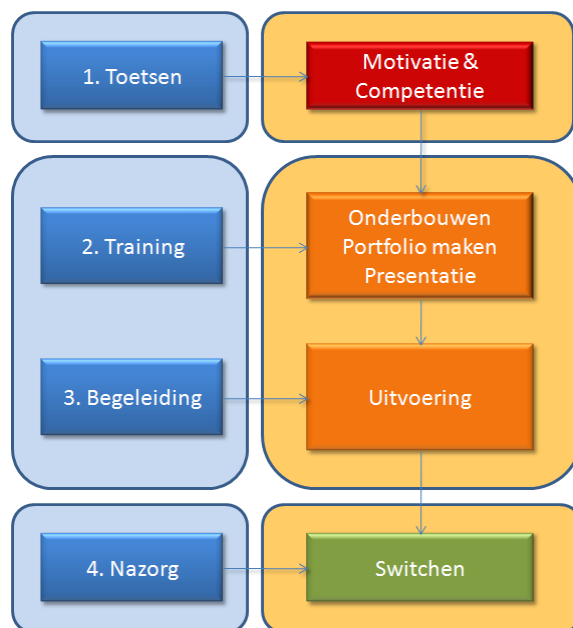 1. Toetsen
Motivatie &
Competentie
2. Training
Onderbouwen
Portfolio maken
Presentatie
3. Begeleiding
Uitvoering
4. Nazorg
Switchen